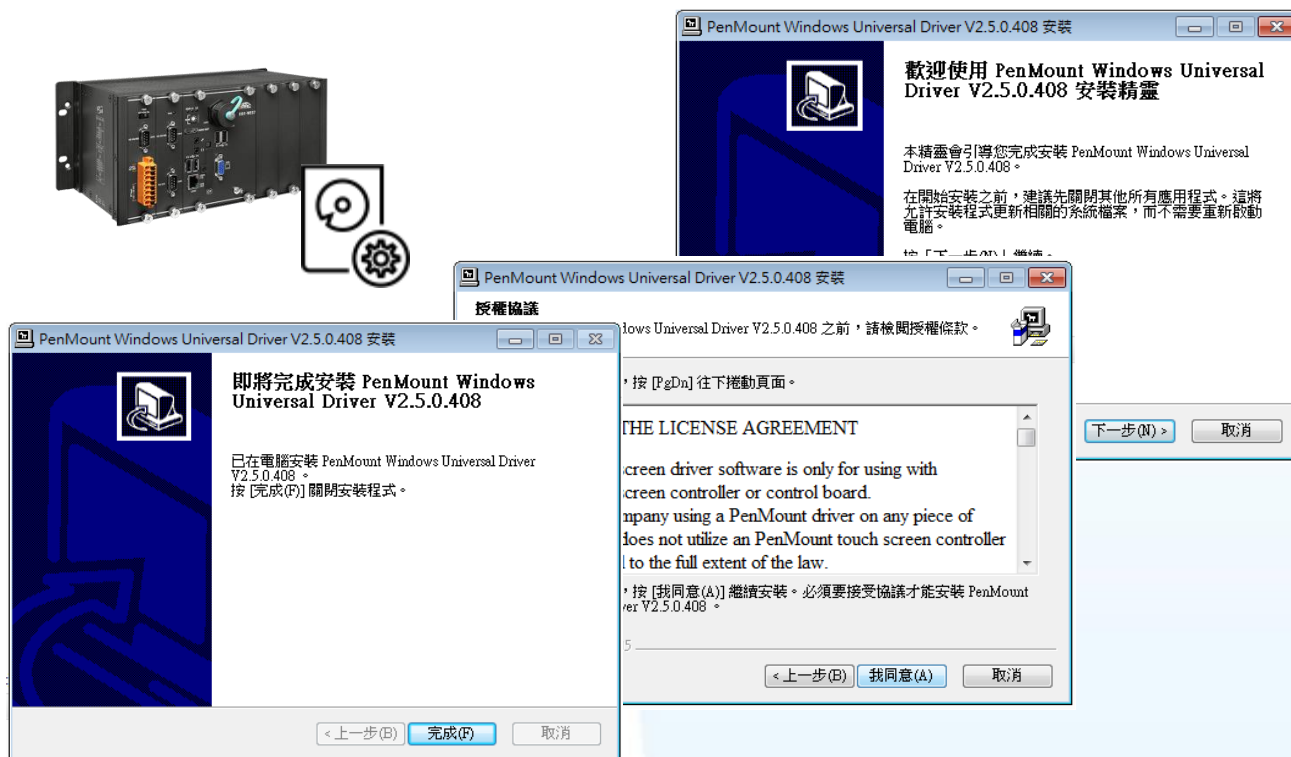 PenMount Windows Universal Driver V2.5.0.408 安裝
歡迎使用 PenMount Windows Universal
Driver V2.5.0.408 安裝精靈
本精靈會引導您完成安裝 PenMount Windows Universal
Driver V2.5.0.408。
在開始安裝之前，建議先關閉其他所有應用程式。這將
允許安裝程式更新相關的系統檔案，而不需要重新啟動
電腦。
按「下一步(N)」繼續。
下一步(N) >
取消
PenMount Windows Universal Driver V2.5.0.408 安裝
授權協議
dows Universal Driver V2.5.0.408 之前，請檢閱授權條款。
，按 [PgDn] 往下捲動頁面。
THE LICENSE AGREEMENT
screen driver software is only for using with
screen controller or control board.
mpany using a PenMount driver on any piece of
does not utilize an PenMount touch screen controller
l to the full extent of the law.
，按 [我同意(A)] 繼續安裝。必須要接受協議才能安裝 PenMount
ver V2.5.0.408 。
5
< 上一步(B)
我同意(A)
取消
PenMount Windows Universal Driver V2.5.0.408 安裝
即將完成安裝 PenMount Windows
Universal Driver V2.5.0.408
已在電腦安裝 PenMount Windows Universal Driver
V2.5.0.408 。
按 [完成(F)] 關閉安裝程式。
< 上一步(B)
完成(F)
取消